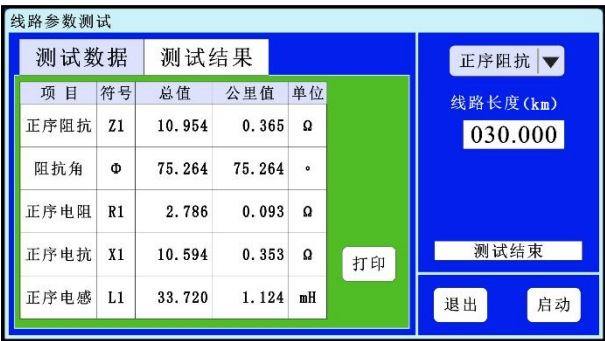 线路参数测试
测试数据 测试结果
项 目 符号 总值 公里值 单位
正序阻抗 Z1 10.954 0.365 Ω
阻抗角 Φ 75.264 75.264 °
正序电阻 R1 2.786 0.093 Ω
正序电抗 X1 10.594 0.353 Ω
正序电感 L1 33.720 1.124 mH
打印
正序阻抗
线路长度(km)
030.000
测试结束
退出 启动